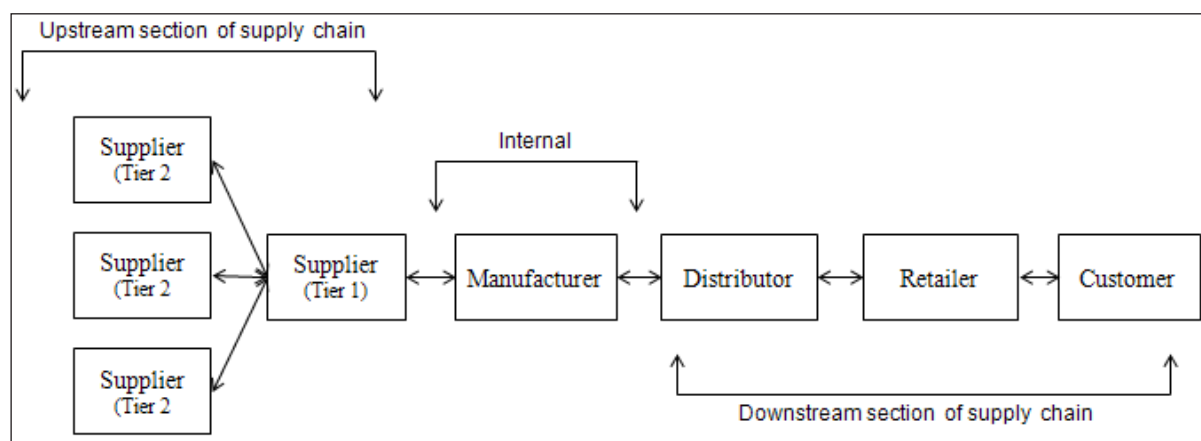 Upstream section of supply chain
Supplier
(Tier 2
Internal
Supplier
(Tier 2
Supplier
(Tier 1)
Manufacturer
Distributor
Retailer
Customer
Supplier
(Tier 2
Downstream section of supply chain